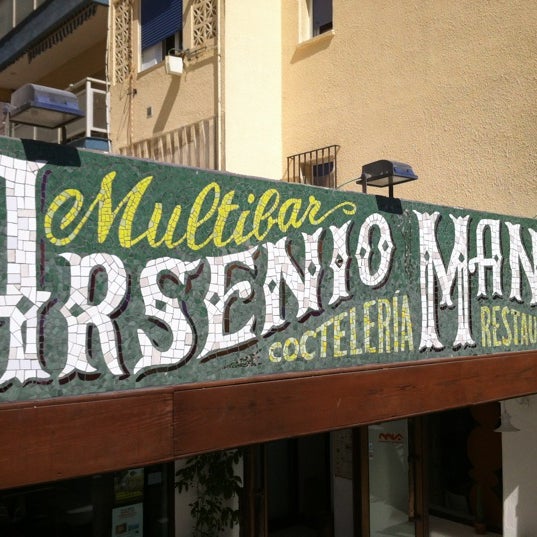 Multibar
ARSENIO MAN
COCTELERÍA RESTAU